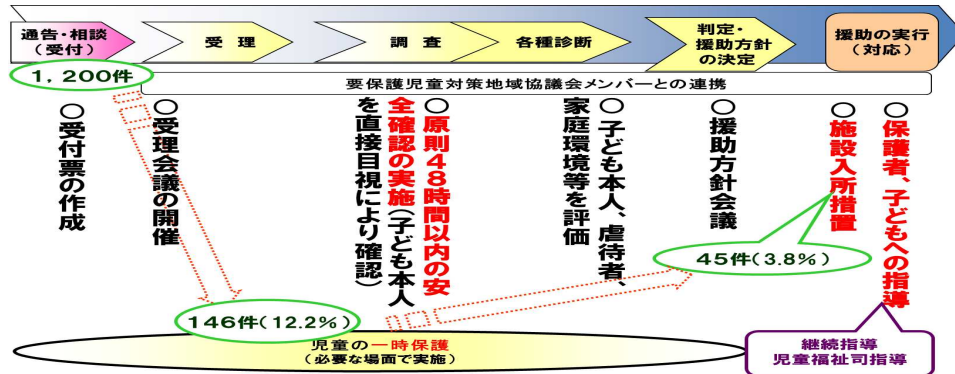 通告・相談
(受付)
受 理
調 査
各種診断
判定・
援助方針
の決定
援助の実行
(対応)
1,200件
要保護児童対策地域協議会メンバーとの連携
○受付票の作成
○受理会議の開催
○原則48時間以内の安
全確認の実施(子ども本人
を直接目視により確認)
○子ども本人、虐待者、
家庭環境等を評価
○援助方針会議
○施設入所措置
○保護者、子どもへの指導
45件(3.8%)
146件(12.2%)
児童の一時保護
(必要な場面で実施)
継続指導
児童福祉司指導